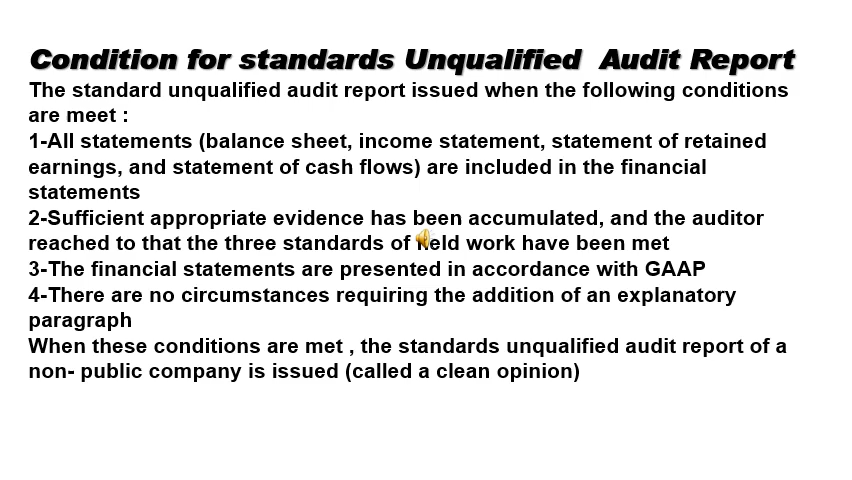 Condition for standards Unqualified Audit Report
The standard unqualified audit report issued when the following conditions
are meet :
1-All statements (balance sheet, income statement, statement of retained
earnings, and statement of cash flows) are included in the financial
statements
2-Sufficient appropriate evidence has been accumulated, and the auditor
reached to that the three standards of field work have been met
3-The financial statements are presented in accordance with GAAP
4-There are no circumstances requiring the addition of an explanatory
paragraph
When these conditions are met , the standards unqualified audit report of a
non- public company is issued (called a clean opinion)